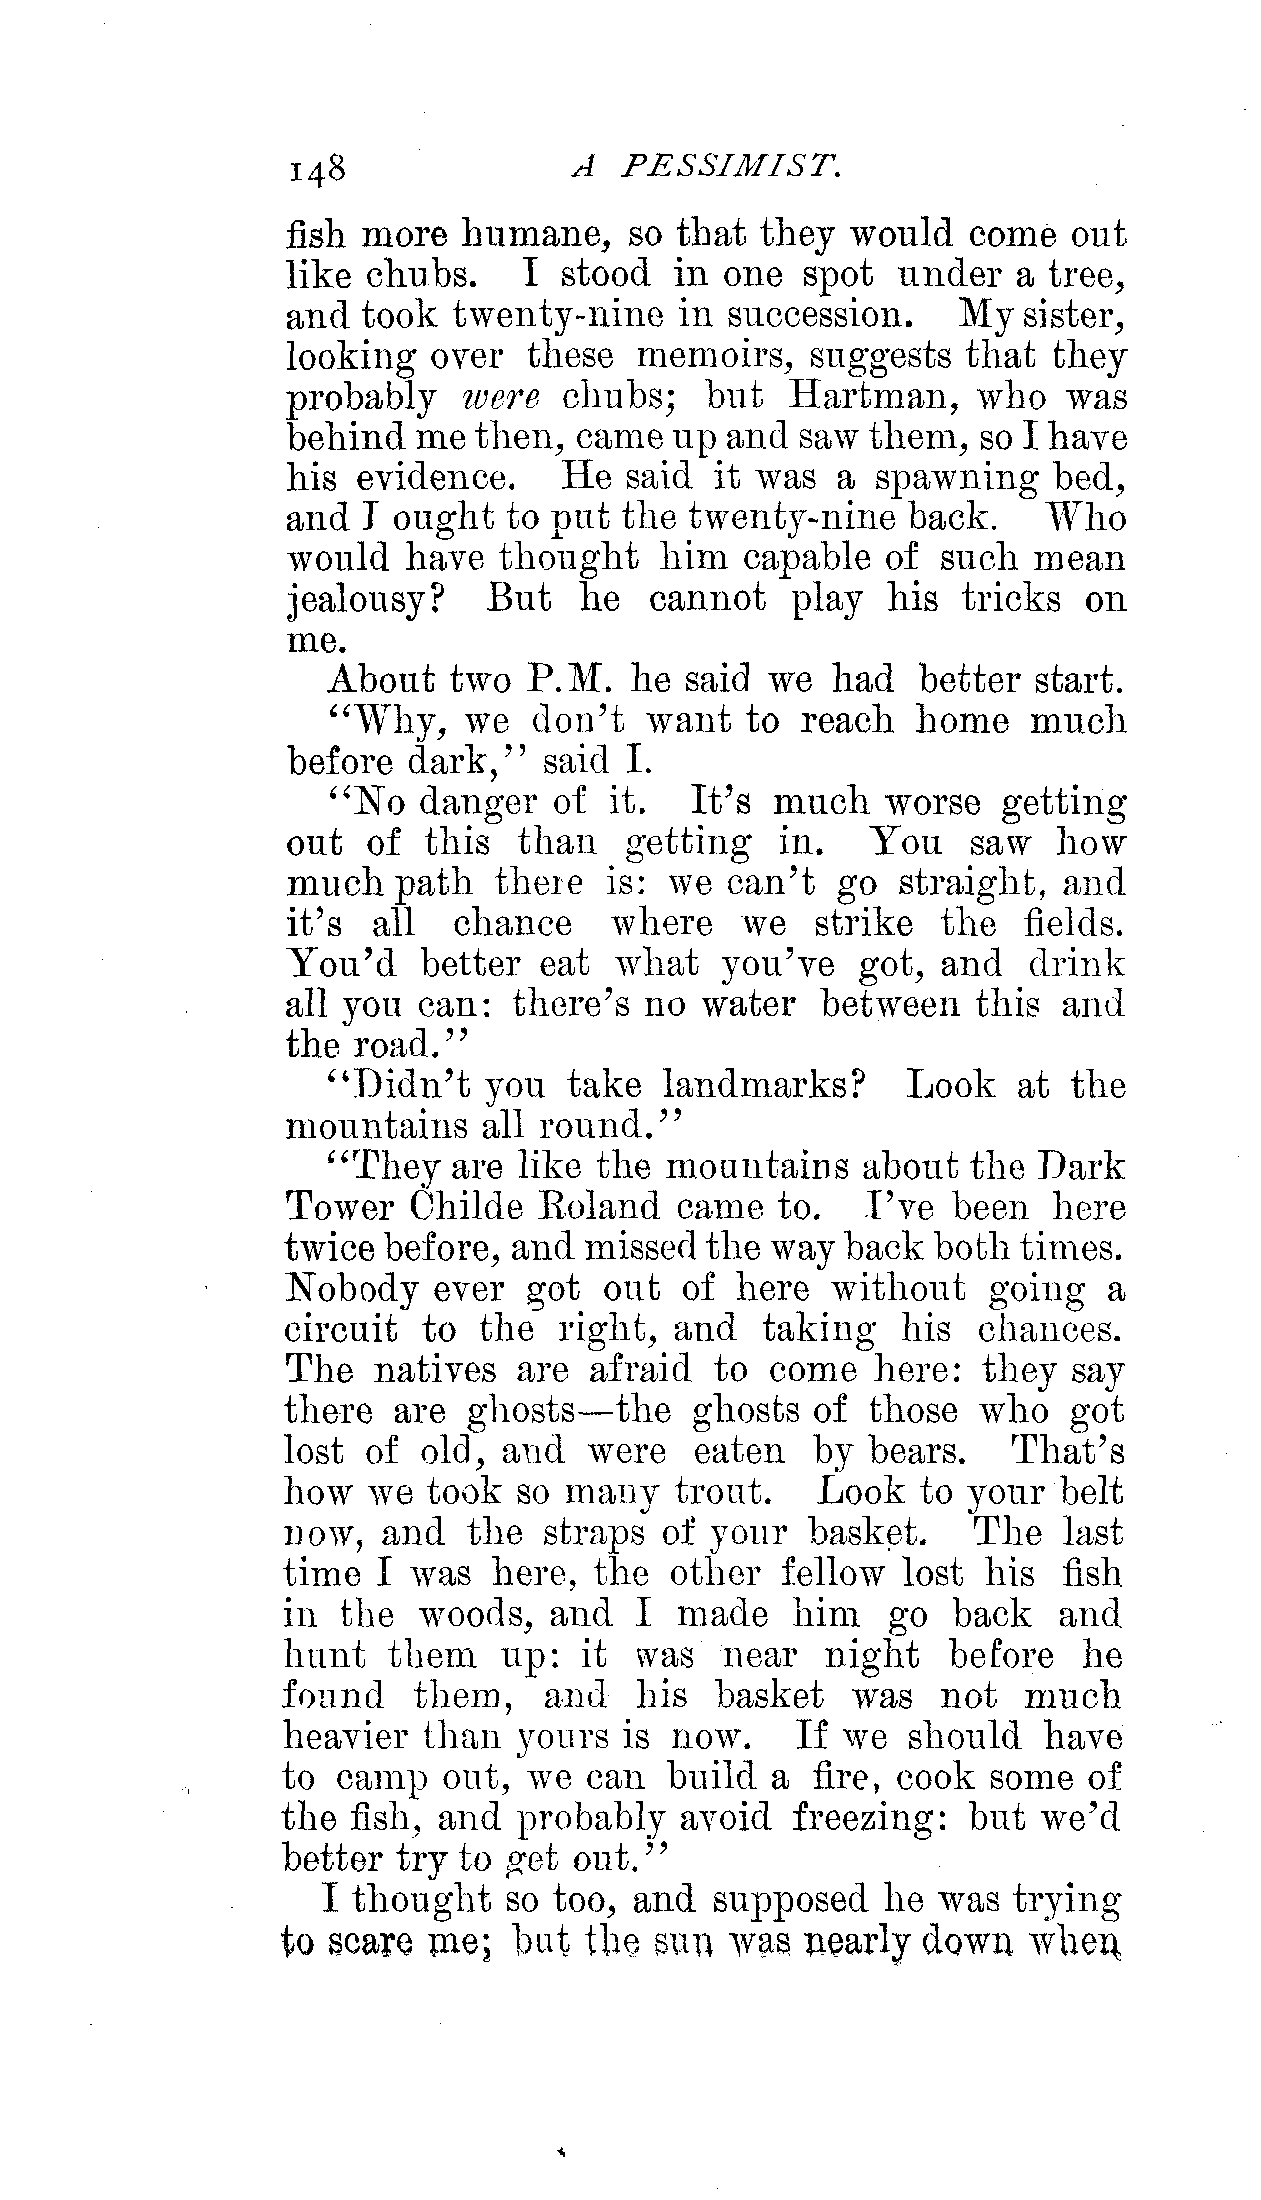 148 A PESSIMIST.
fish more humane, so that they would come out
like chubs. I stood in one spot under a tree,
and took twenty-nine in succession. My sister,
looking over these memoirs, suggests that they
probably were chubs; but Hartman, who was
behind me then, came up and saw them, so I have
his evidence. He said it was a spawning bed,
and I ought to put the twenty-nine back. Who
would have thought him capable of such mean
jealousy? But he cannot play his tricks on
me.
About two P.M. he said we had better start.
"Why, we don't want to reach home much
before dark," said I.
"No danger of it. It's much worse getting
out of this than getting in. You saw how
much path there is: we can't go straight, and
it's all chance where we strike the fields.
You'd better eat what you've got, and drink
all you can: there's no water between this and
the road."
"Didn't you take landmarks? Look at the
mountains all round."
"They are like the mountains about the Dark
Tower Childe Roland came to. I've been here
twice before, and missed the way back both times.
Nobody ever got out of here without going a
circuit to the right, and taking his chances.
The natives are afraid to come here: they say
there are ghosts—the ghosts of those who got
lost of old, and were eaten by bears. That's
how we took so many trout. Look to your belt
now, and the straps of your basket. The last
time I was here, the other fellow lost his fish
in the woods, and I made him go back and
hunt them up: it was near night before he
found them, and his basket was not much
heavier than yours is now. If we should have
to camp out, we can build a fire, cook some of
the fish, and probably avoid freezing: but we'd
better try to get out."
I thought so too, and supposed he was trying
to scare me; but the sun was nearly down when